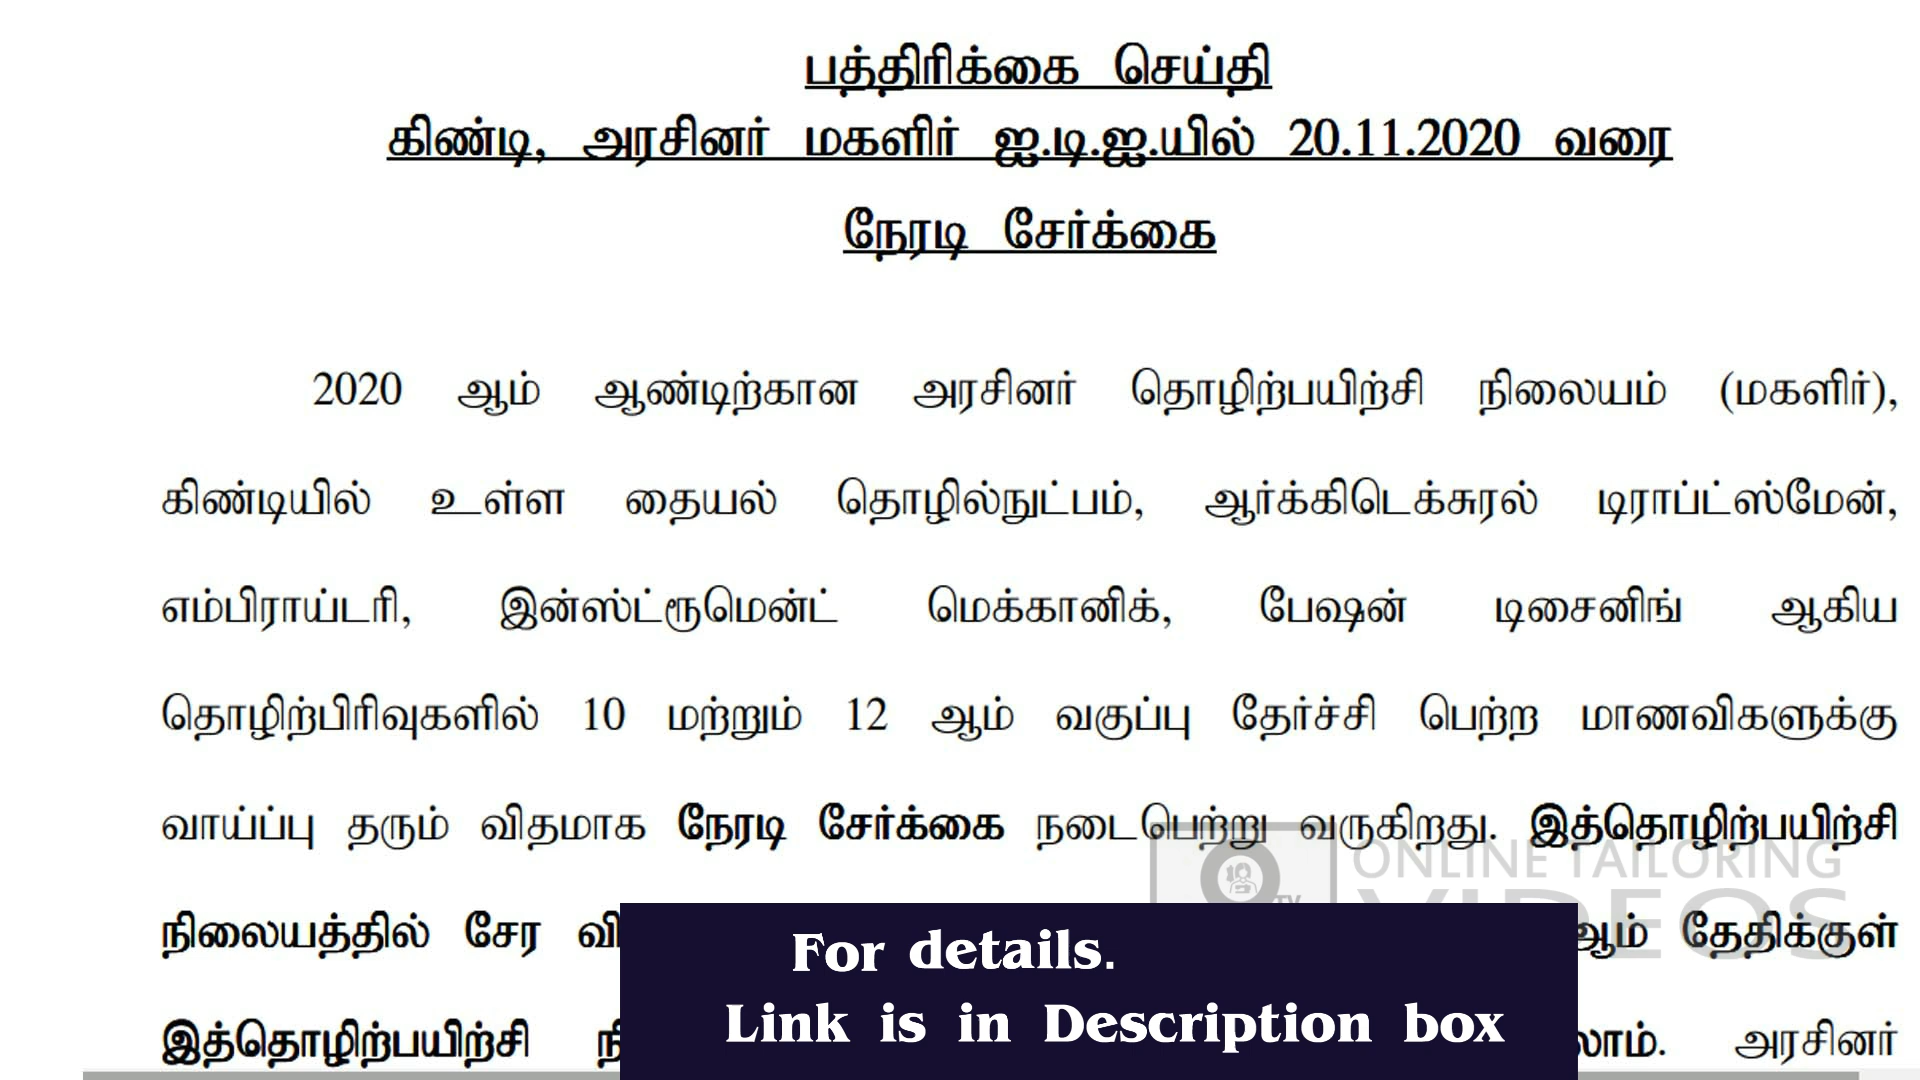 பத்திரிக்கை செய்தி
கிண்டி, அரசினர் மகளிர் ஐ.டி.ஐ.யில் 20.11.2020 வரை
நேரடி சேர்க்கை
2020 ஆம் ஆண்டிற்கான அரசினர் தொழிற்பயிற்சி நிலையம் (மகளிர்),
கிண்டியில் உள்ள தையல் தொழில்நுட்பம், ஆர்க்கிடெக்சுரல் டிராப்ட்ஸ்மேன்,
எம்பிராய்டரி, இன்ஸ்ட்ரூமென்ட் மெக்கானிக், பேஷன் டிசைனிங் ஆகிய
தொழிற்பிரிவுகளில் 10 மற்றும் 12 ஆம் வகுப்பு தேர்ச்சி பெற்ற மாணவிகளுக்கு
வாய்ப்பு தரும் விதமாக நேரடி சேர்க்கை நடைபெற்று வருகிறது. இத்தொழிற்பயிற்சி
ONLINE TAILORING
TV VIDEOS
நிலையத்தில் சேர ஆம் தேதிக்குள்
For details.
Link is in Description box
இத்தொழிற்பயிற்சி லாம். அரசினர்